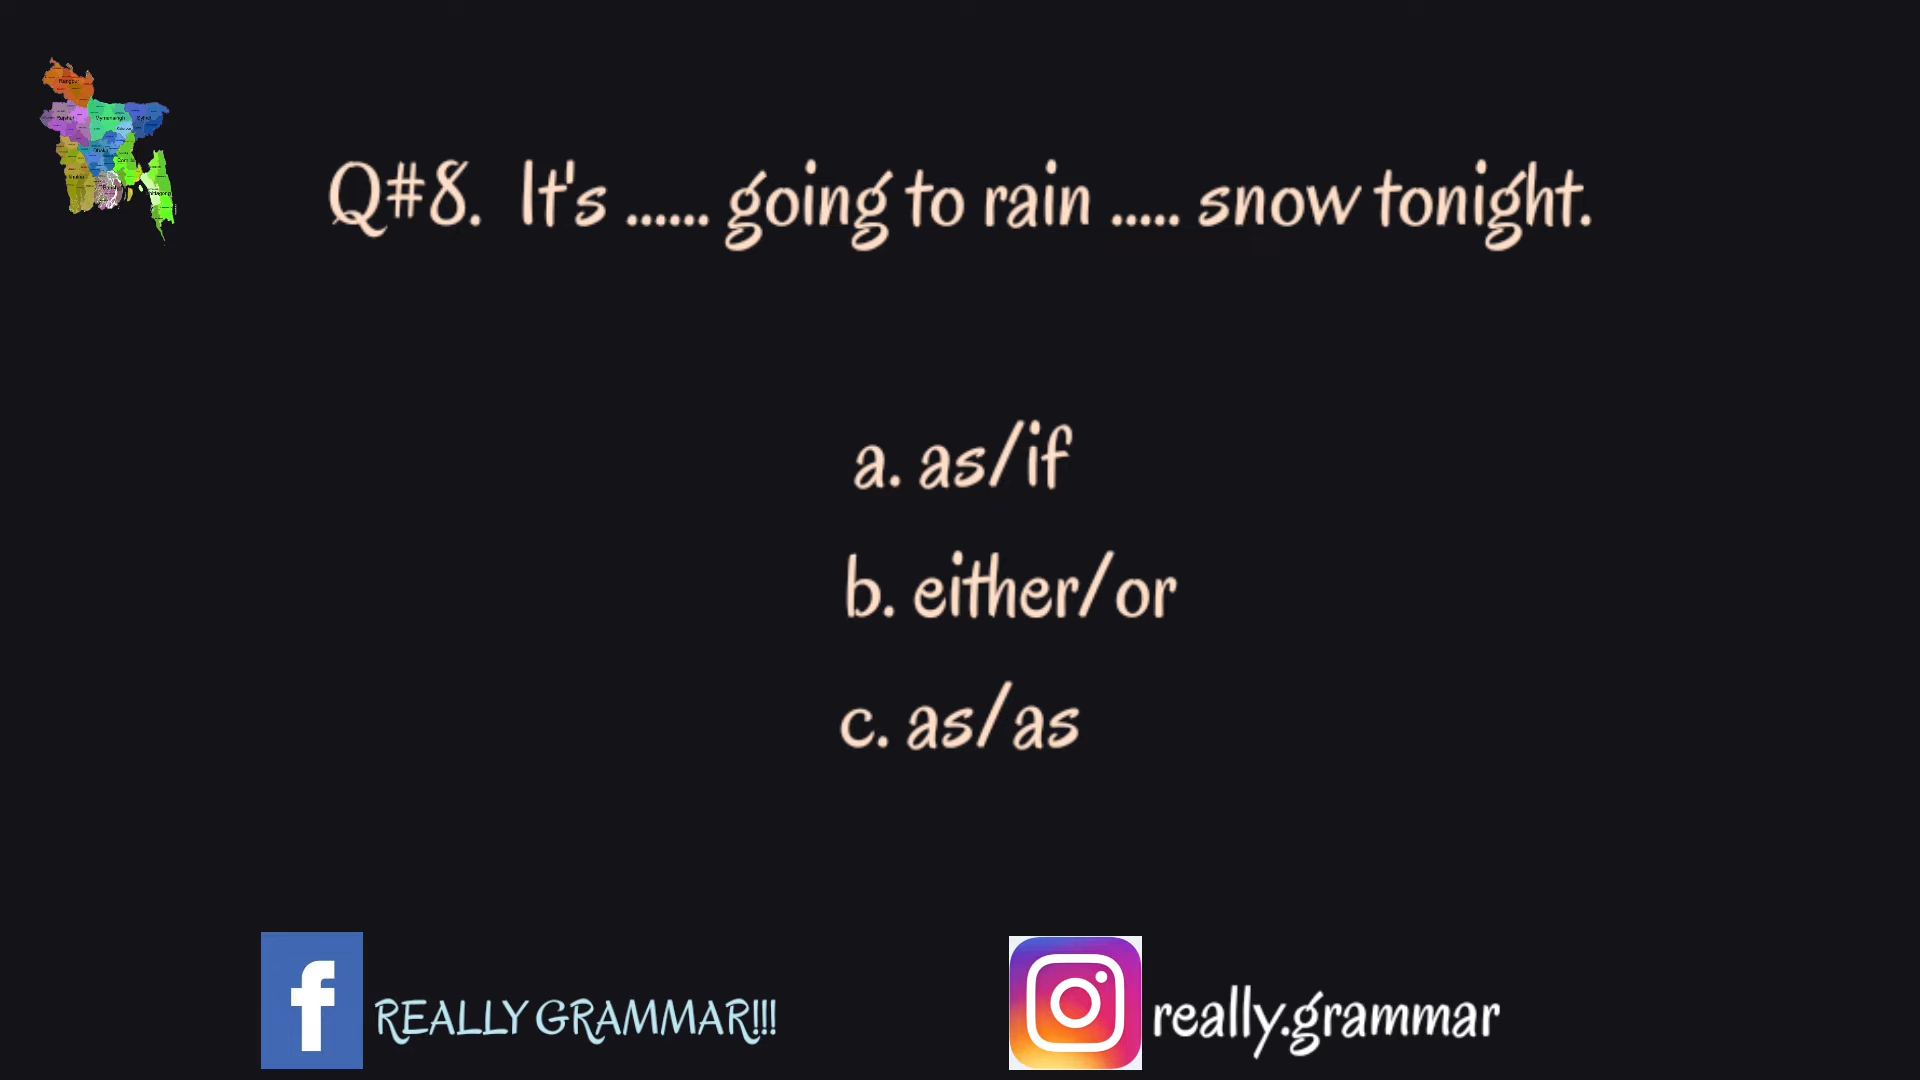 Q#8. It's ...... going to rain ..... snow tonight.
a. as/if
b. either/or
c. as/as
REALLY GRAMMAR!!!
really.grammar